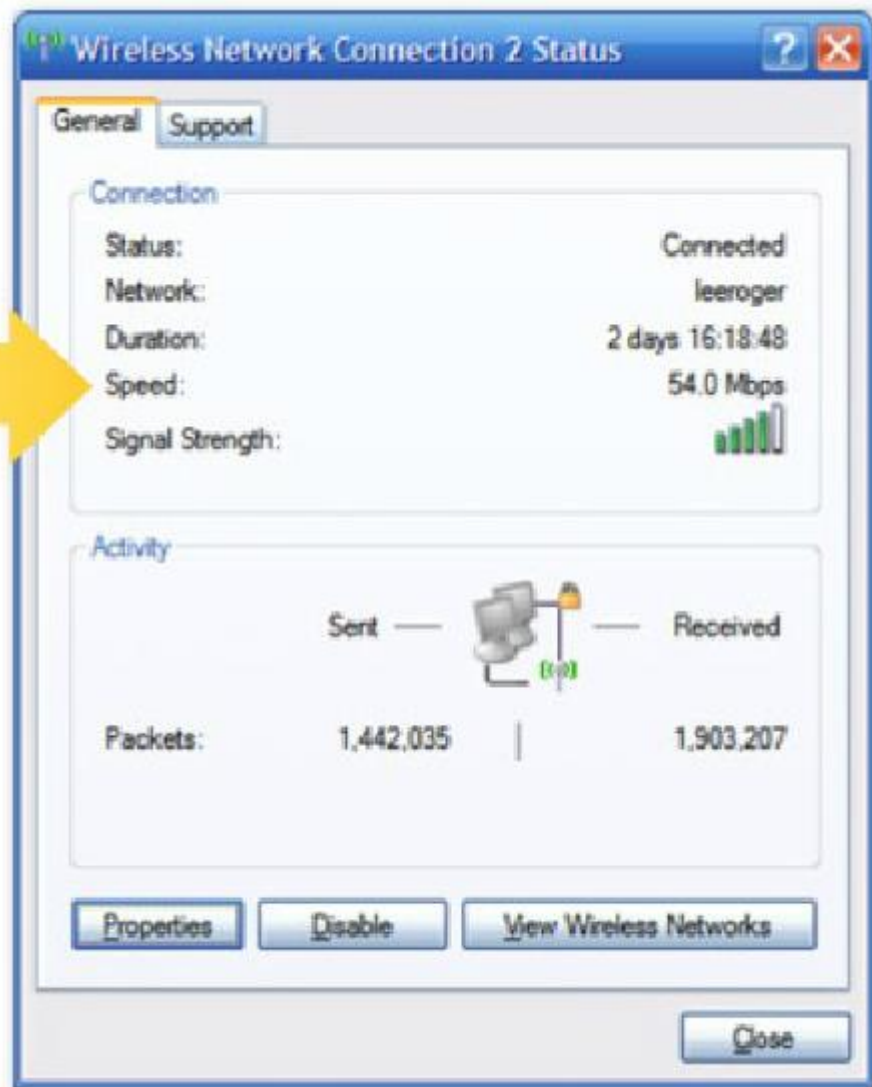 Wireless Network Connection 2 Status
General Support
Connection
Status: Connected
Network: leeroger
Duration: 2 days 16:18:48
Speed: 54.0 Mbps
Signal Strength:
Activity
Sent — — Received
Packets: 1,442,035 | 1,903,207
Properties Disable View Wireless Networks
Close